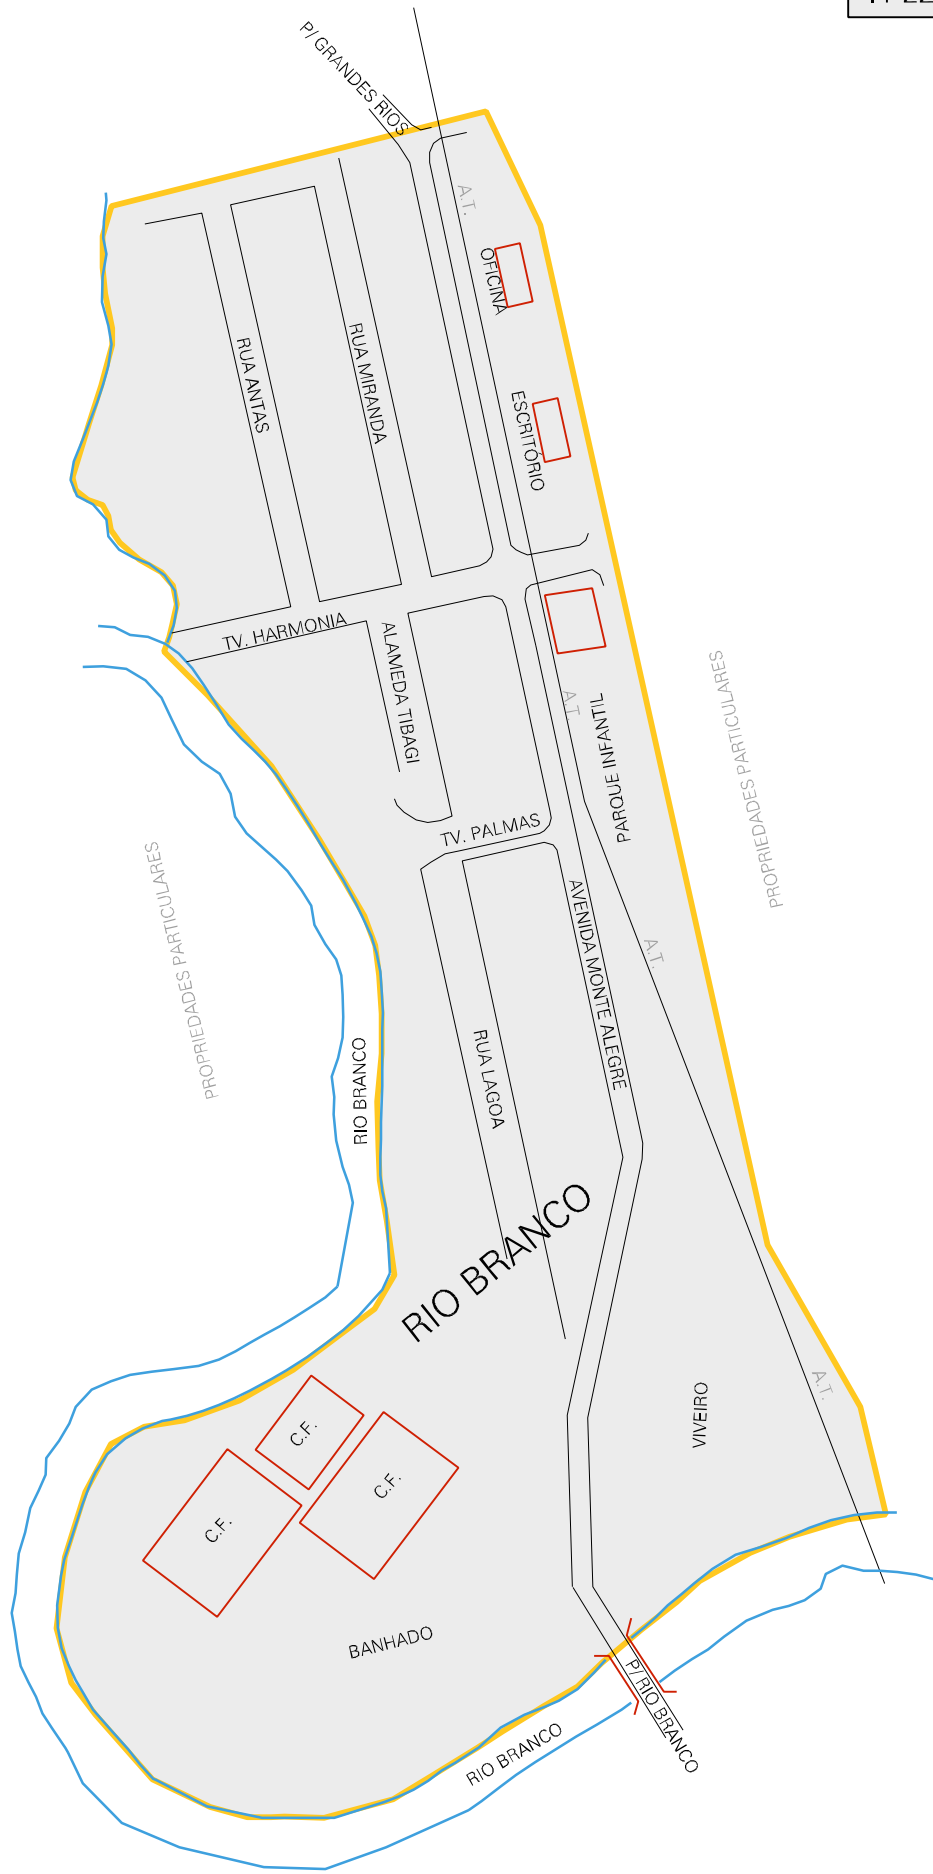 P/ GRANDES RIOS
A.T.
OFICINA
RUA ANTAS
RUA MIRANDA
ESCRITÓRIO
TV. HARMONIA
ALAMEDA TIBAGI
A.T.
PARQUE INFANTIL
PROPRIEDADES PARTICULARES
TV. PALMAS
PROPRIEDADES PARTICULARES
AVENIDA MONTE ALEGRE
A.T.
RIO BRANCO
RUA LAGOA
RIO BRANCO
A.T.
VIVEIRO
C.F.
C.F.
C.F.
BANHADO
P/ RIO BRANCO
RIO BRANCO